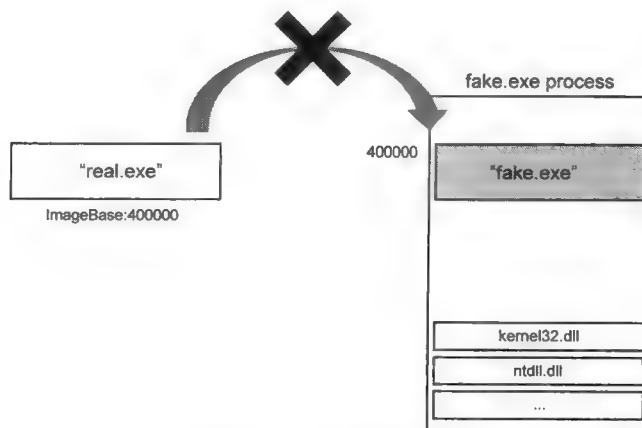 fake.exe process
400000
"real.exe"
"fake.exe"
ImageBase:400000
kernel32.dll
ntdll.dll
...